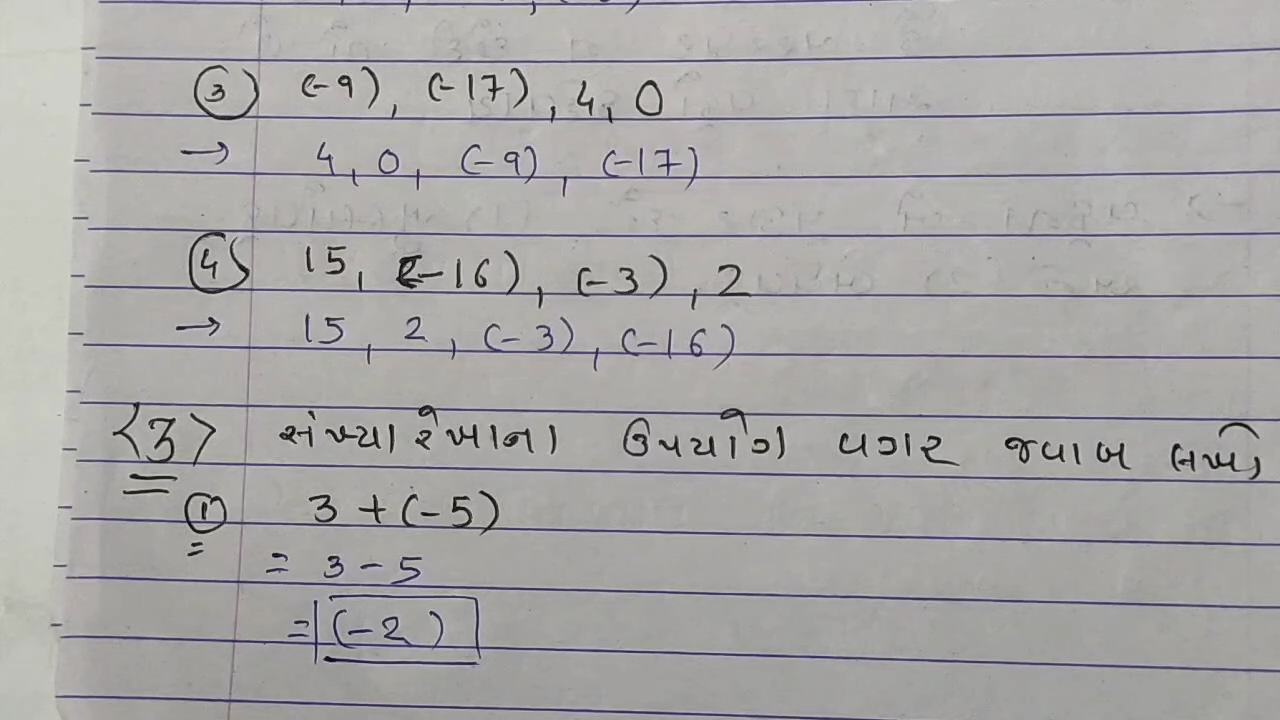 (3) (-9), (-17), 4, 0
→ 4, 0, (-9), (-17)
(4) 15, (-16), (-3), 2
→ 15, 2, (-3), (-16)
<3> સંખ્યા રેખાના ઉપયોગ વગર જવાબ લખો
(1) 3 + (-5)
= 3 - 5
= (-2)